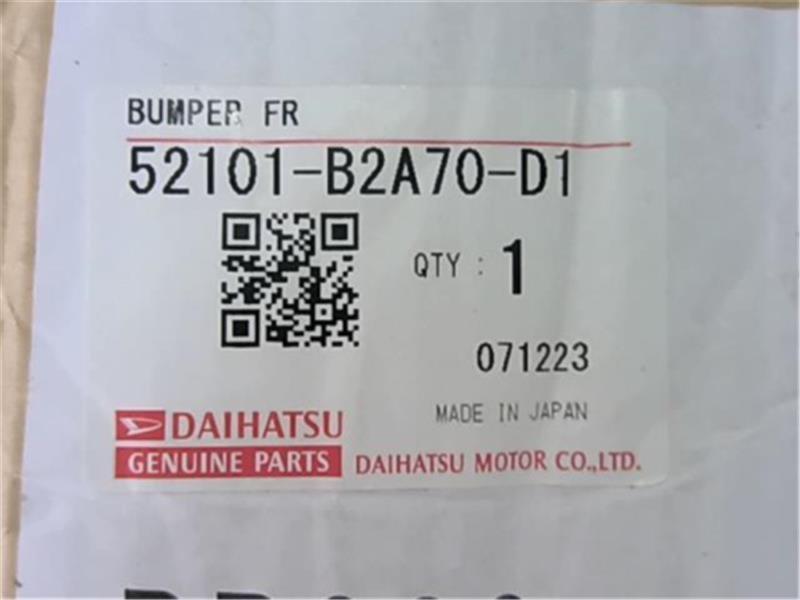 BUMPER FR
52101-B2A70-D1
QTY : 1
071223
MADE IN JAPAN
DAIHATSU
GENUINE PARTS
DAIHATSU MOTOR CO.,LTD.